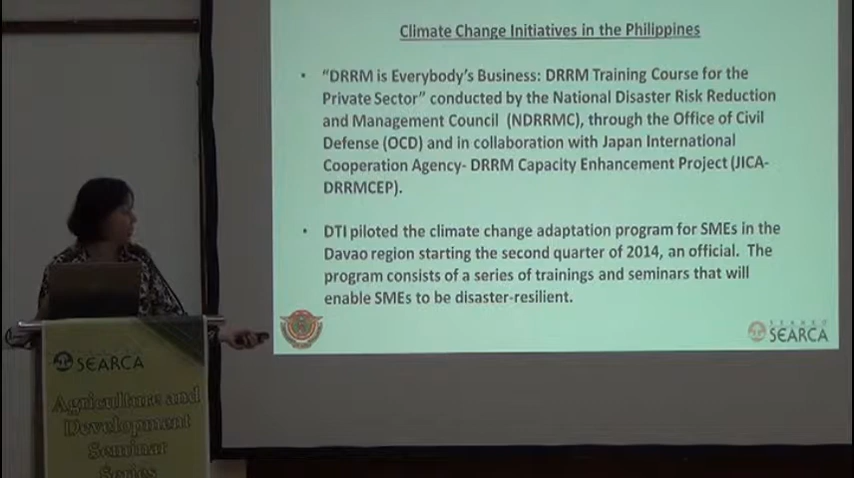 Climate Change Initiatives in the Philippines
• "DRRM is Everybody's Business: DRRM Training Course for the
Private Sector" conducted by the National Disaster Risk Reduction
and Management Council (NDRRMC), through the Office of Civil
Defense (OCD) and in collaboration with Japan International
Cooperation Agency- DRRM Capacity Enhancement Project (JICA-
DRRMCEP).
• DTI piloted the climate change adaptation program for SMEs in the
Davao region starting the second quarter of 2014, an official. The
program consists of a series of trainings and seminars that will
enable SMEs to be disaster-resilient.
SEARCA
SEARCA
Agriculture and
Development
Seminar
Series